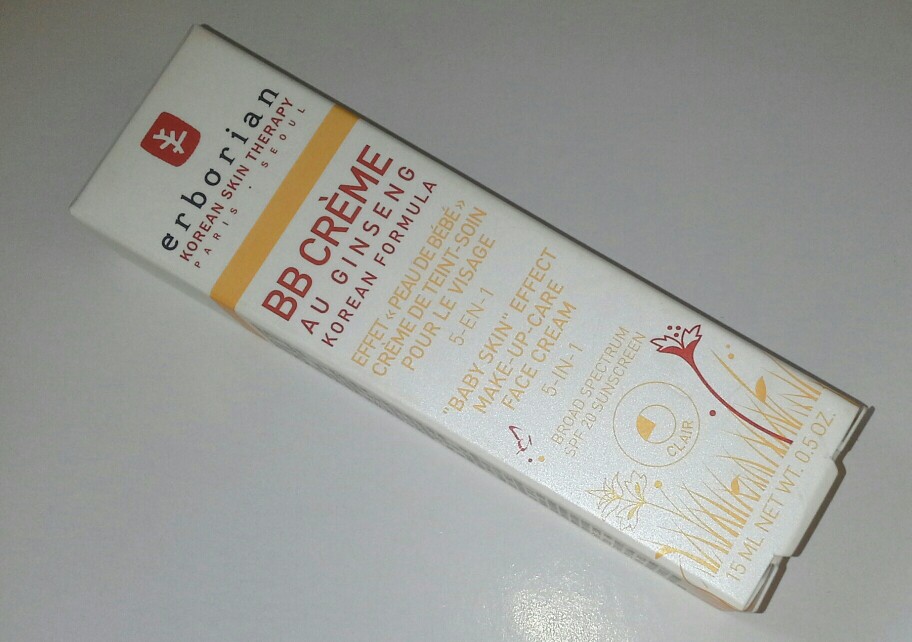 erborian
KOREAN SKIN THERAPY
PARIS . SEOUL
BB CRÈME
AU GINSENG
KOREAN FORMULA
EFFET «PEAU DE BÉBÉ»
CRÈME DE TEINT-SOIN
POUR LE VISAGE
5-EN-1
"BABY SKIN" EFFECT
MAKE-UP-CARE
FACE CREAM
5-IN-1
BROAD SPECTRUM
SPF 20 SUNSCREEN
CLAIR
15 ML NET WT. 0.5 OZ.